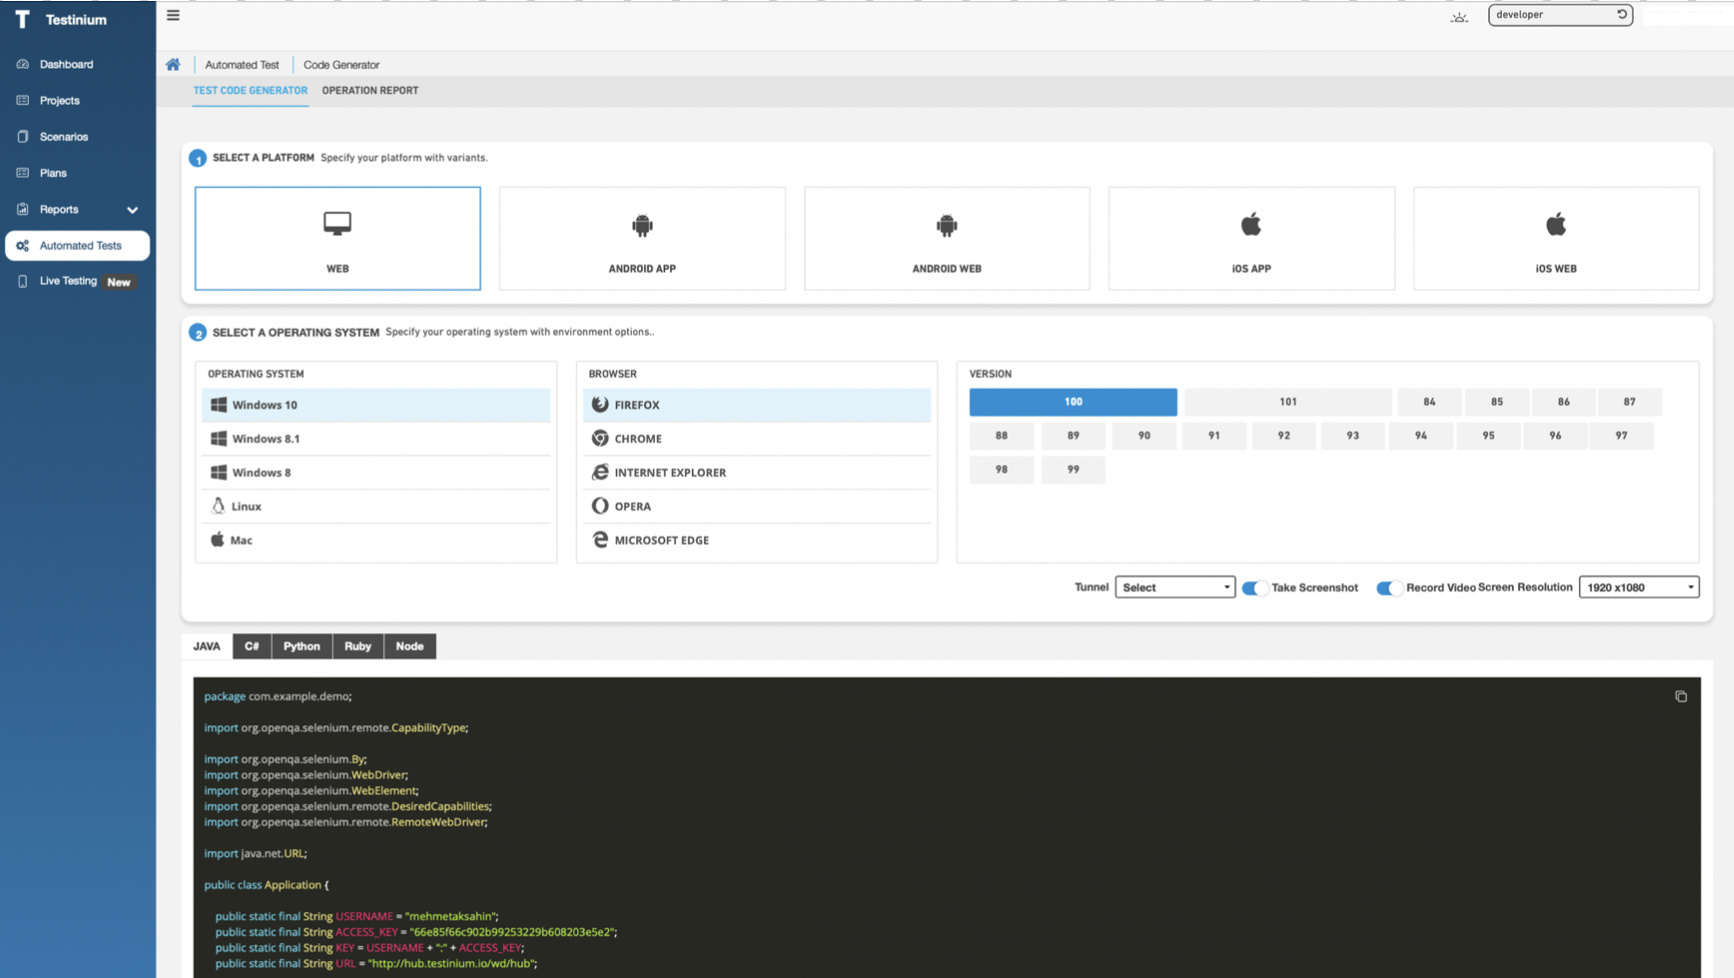 Testinium
developer
Dashboard
Projects
Scenarios
Plans
Reports
Automated Tests
Live Testing New
Automated Test Code Generator
TEST CODE GENERATOR OPERATION REPORT
1 SELECT A PLATFORM Specify your platform with variants.
WEB
ANDROID APP
ANDROID WEB
iOS APP
iOS WEB
2 SELECT A OPERATING SYSTEM Specify your operating system with environment options..
OPERATING SYSTEM
Windows 10
Windows 8.1
Windows 8
Linux
Mac
BROWSER
FIREFOX
CHROME
INTERNET EXPLORER
OPERA
MICROSOFT EDGE
VERSION
100 101 84 85 86 87
88 89 90 91 92 93 94 95 96 97
98 99
Tunnel Select Take Screenshot Record Video Screen Resolution 1920 x1080
JAVA C# Python Ruby Node
package com.example.demo;
import org.openqa.selenium.remote.CapabilityType;
import org.openqa.selenium.By;
import org.openqa.selenium.WebDriver;
import org.openqa.selenium.WebElement;
import org.openqa.selenium.remote.DesiredCapabilities;
import org.openqa.selenium.remote.RemoteWebDriver;
import java.net.URL;
public class Application {
public static final String USERNAME = "mehmetaksahin";
public static final String ACCESS_KEY = "66e85f66c902b99253229b608203e5e2";
public static final String KEY = USERNAME + ":" + ACCESS_KEY;
public static final String URL = "http://hub.testinium.io/wd/hub";